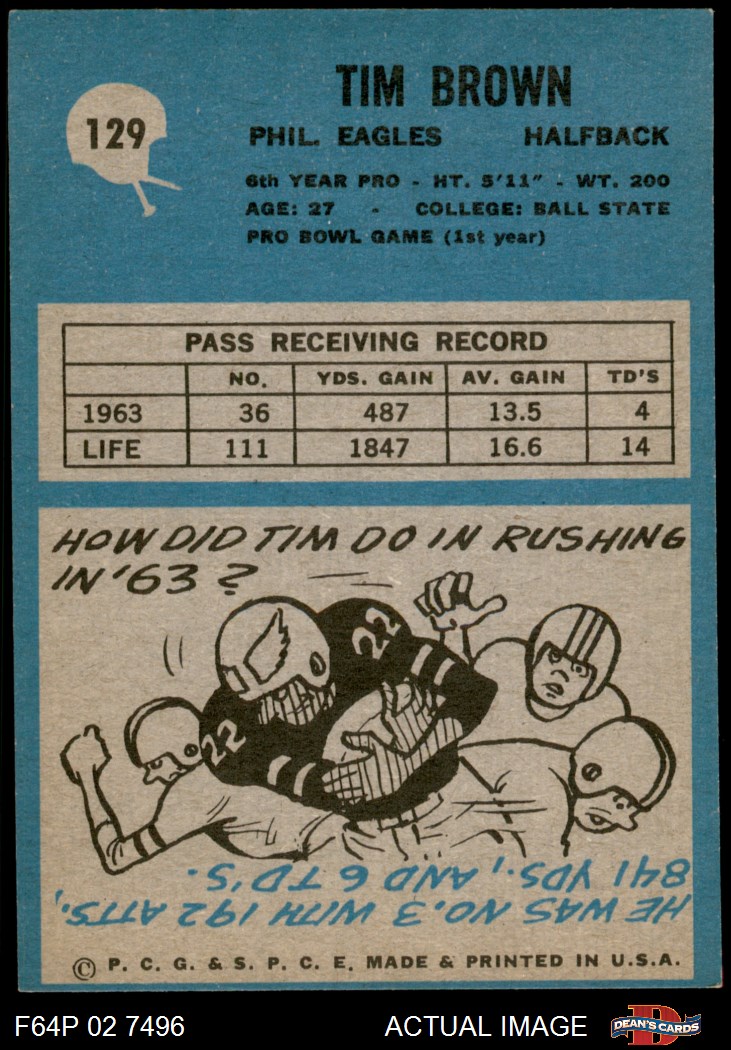 129
TIM BROWN
PHIL. EAGLES HALFBACK
6th YEAR PRO - HT. 5'11" - WT. 200
AGE: 27 - COLLEGE: BALL STATE
PRO BOWL GAME (1st year)
PASS RECEIVING RECORD
NO. YDS. GAIN AV. GAIN TD'S
1963 36 487 13.5 4
LIFE 111 1847 16.6 14
HOW DID TIM DO IN RUSHING
IN '63?
22
22
HE WAS NO. 3 WITH 192 ATTS.,
841 YDS., AND 6 TD'S.
© P. C. G. & S. P. C. E. MADE & PRINTED IN U.S.A.
F64P 02 7496 ACTUAL IMAGE
D
DEAN'S CARDS